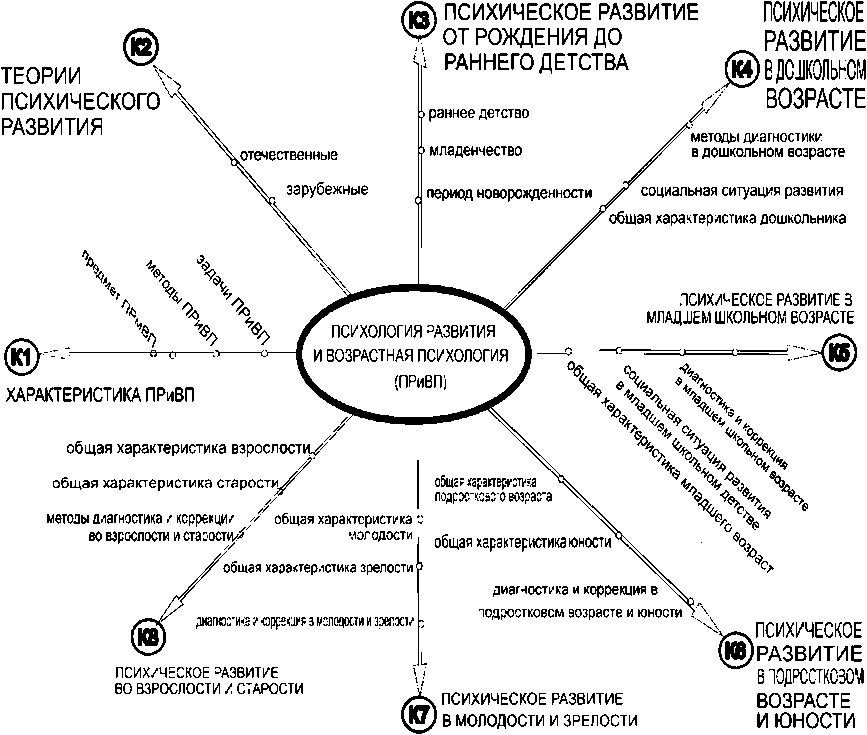 К3
ПСИХИЧЕСКОЕ РАЗВИТИЕ
ОТ РОЖДЕНИЯ ДО
РАННЕГО ДЕТСТВА
ПСИХИЧЕСКОЕ
РАЗВИТИЕ
В ДОШКОЛЬНОМ
ВОЗРАСТЕ
К4
К2
ТЕОРИИ
ПСИХИЧЕСКОГО
РАЗВИТИЯ
раннее детство
младенчество
период новорожденности
отечественные
зарубежные
методы диагностики
в дошкольном возрасте
социальная ситуация развития
общая характеристика дошкольника
предмет ПРиВП
методы ПРиВП
задачи ПРиВП
К1
ХАРАКТЕРИСТИКА ПРиВП
ПСИХОЛОГИЯ РАЗВИТИЯ
И ВОЗРАСТНАЯ ПСИХОЛОГИЯ
(ПРиВП)
ПСИХИЧЕСКОЕ РАЗВИТИЕ В
МЛАДШЕМ ШКОЛЬНОМ ВОЗРАСТЕ
К5
общая характеристика младшего возраст
социальная ситуация развития
в младшем школьном детстве
диагностика и коррекция
в младшем школьном возрасте
общая характеристика взрослости
общая характеристика старости
методы диагностика и коррекции
во взрослости и старости
К8
ПСИХИЧЕСКОЕ РАЗВИТИЕ
ВО ВЗРОСЛОСТИ И СТАРОСТИ
общая характеристика
молодости
общая характеристика зрелости
диагностика и коррекция в молодости и зрелости
К7
ПСИХИЧЕСКОЕ РАЗВИТИЕ
В МОЛОДОСТИ И ЗРЕЛОСТИ
общая характеристика
подросткового возраста
общая характеристика юности
диагностика и коррекция в
подростковом возрасте и юности
К6
ПСИХИЧЕСКОЕ
РАЗВИТИЕ
В ПОДРОСТКОВОМ
ВОЗРАСТЕ
И ЮНОСТИ